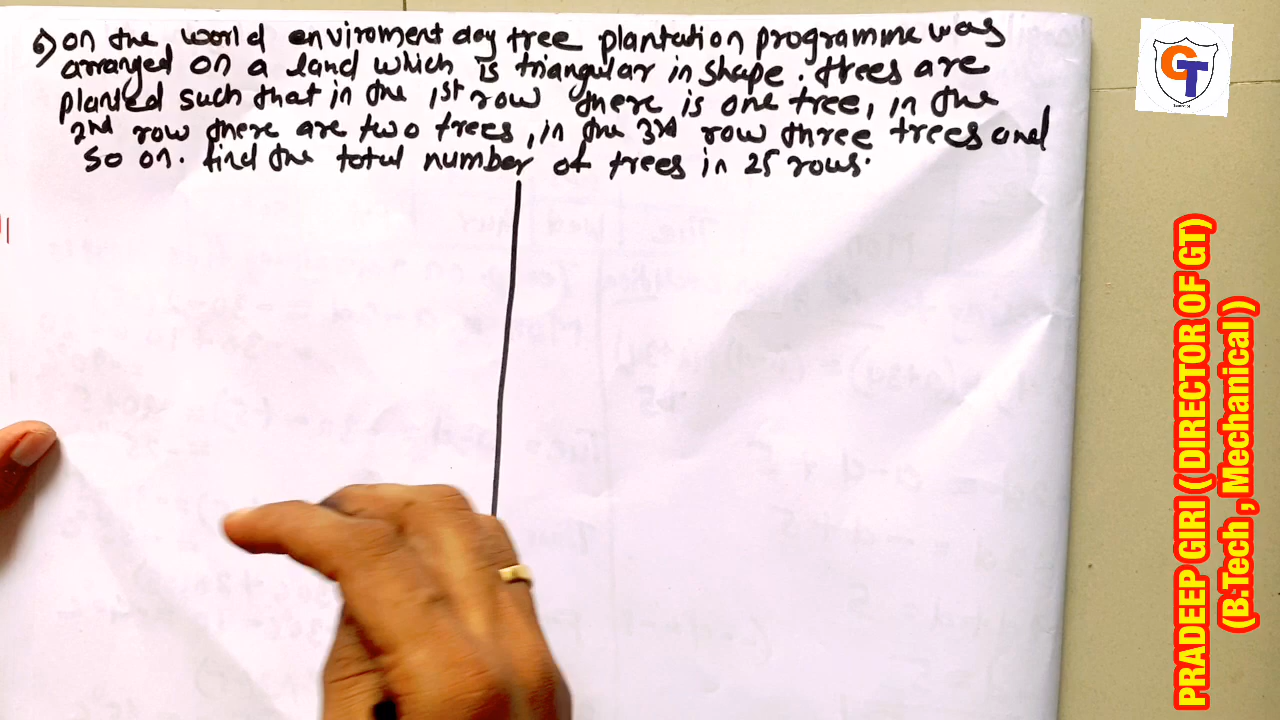 6) on the world enviroment day tree plantation programme was
arranged on a land which is triangular in shape. trees are
planted such that in the 1st row there is one tree, in the
2nd row there are two trees, in the 3rd row three trees and
so on. find the total number of trees in 25 rows.
GT
PRADEEP GIRI ( DIRECTOR OF GT)
(B.Tech , Mechanical )